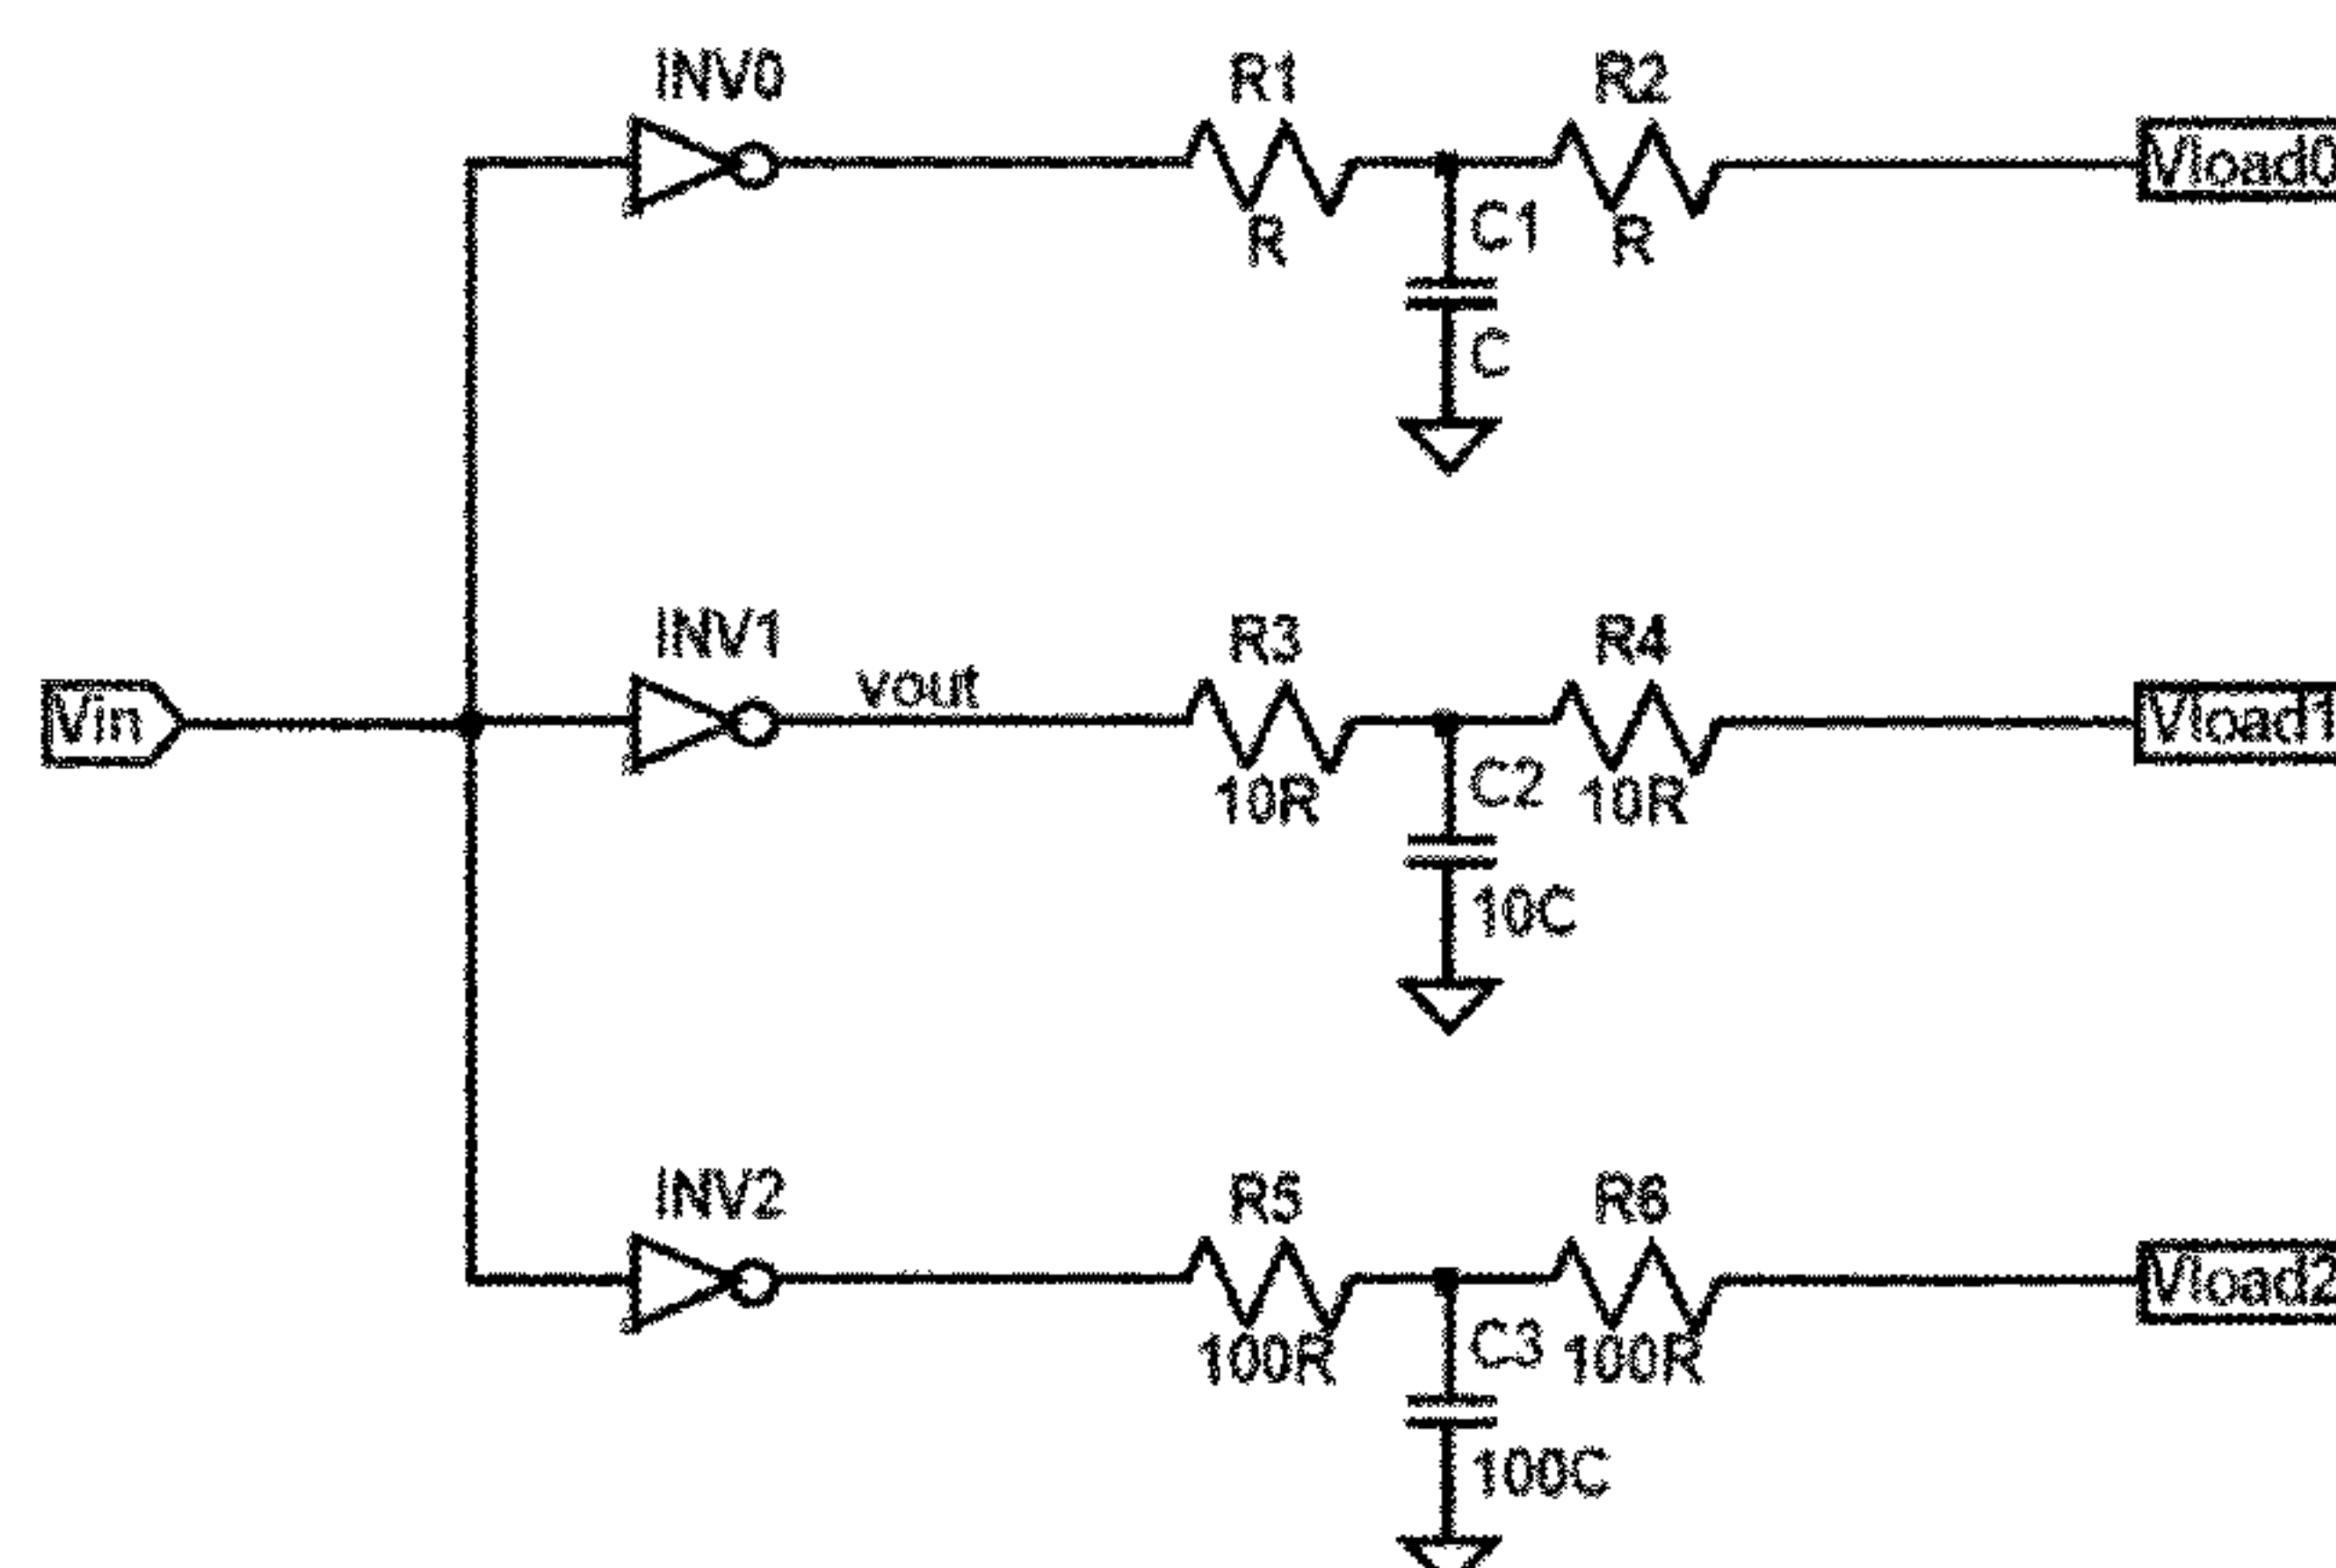 INV0
R1
R2
Vload0
R
R
C1
C
INV1
vout
R3
R4
Vin
Vload1
10R
10R
C2
10C
INV2
R5
R6
Vload2
100R
100R
C3
100C